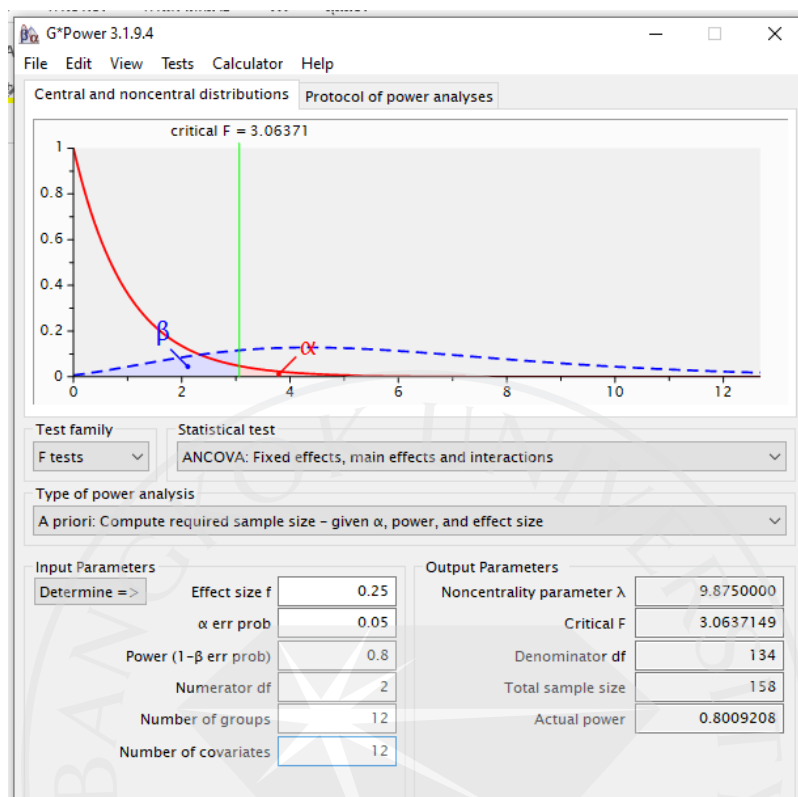 G*Power 3.1.9.4
File Edit View Tests Calculator Help
Central and noncentral distributions Protocol of power analyses
critical F = 3.06371
1
0.8
0.6
0.4
0.2
0
β
α
0 2 4 6 8 10 12
Test family Statistical test
F tests ANCOVA: Fixed effects, main effects and interactions
Type of power analysis
A priori: Compute required sample size – given α, power, and effect size
Input Parameters Output Parameters
Determine => Effect size f 0.25 Noncentrality parameter λ 9.8750000
α err prob 0.05 Critical F 3.0637149
Power (1-β err prob) 0.8 Denominator df 134
Numerator df 2 Total sample size 158
Number of groups 12 Actual power 0.8009208
Number of covariates 12
BANGKOK UNIVERSITY